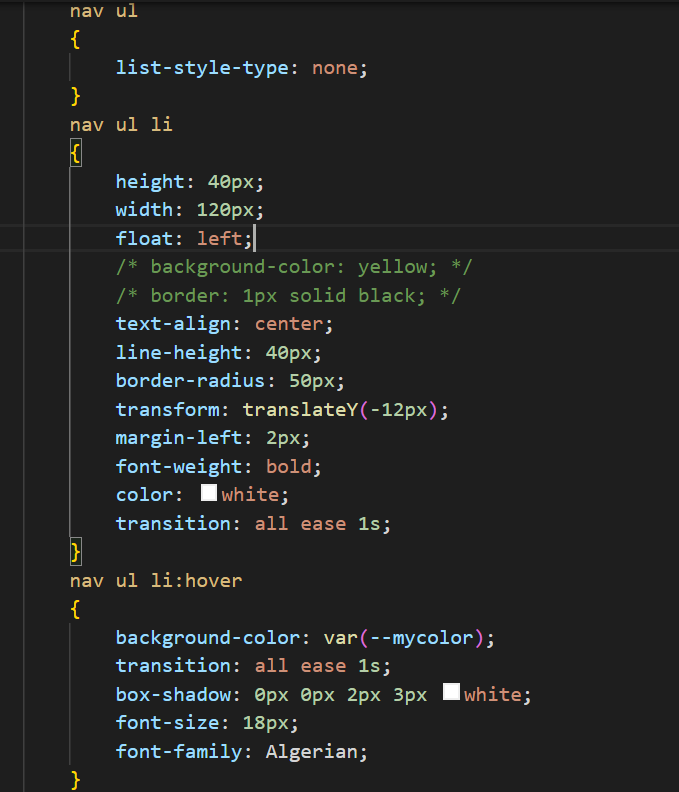 nav ul
{
list-style-type: none;
}
nav ul li
{
height: 40px;
width: 120px;
float: left;
/* background-color: yellow; */
/* border: 1px solid black; */
text-align: center;
line-height: 40px;
border-radius: 50px;
transform: translateY(-12px);
margin-left: 2px;
font-weight: bold;
color: white;
transition: all ease 1s;
}
nav ul li:hover
{
background-color: var(--mycolor);
transition: all ease 1s;
box-shadow: 0px 0px 2px 3px white;
font-size: 18px;
font-family: Algerian;
}